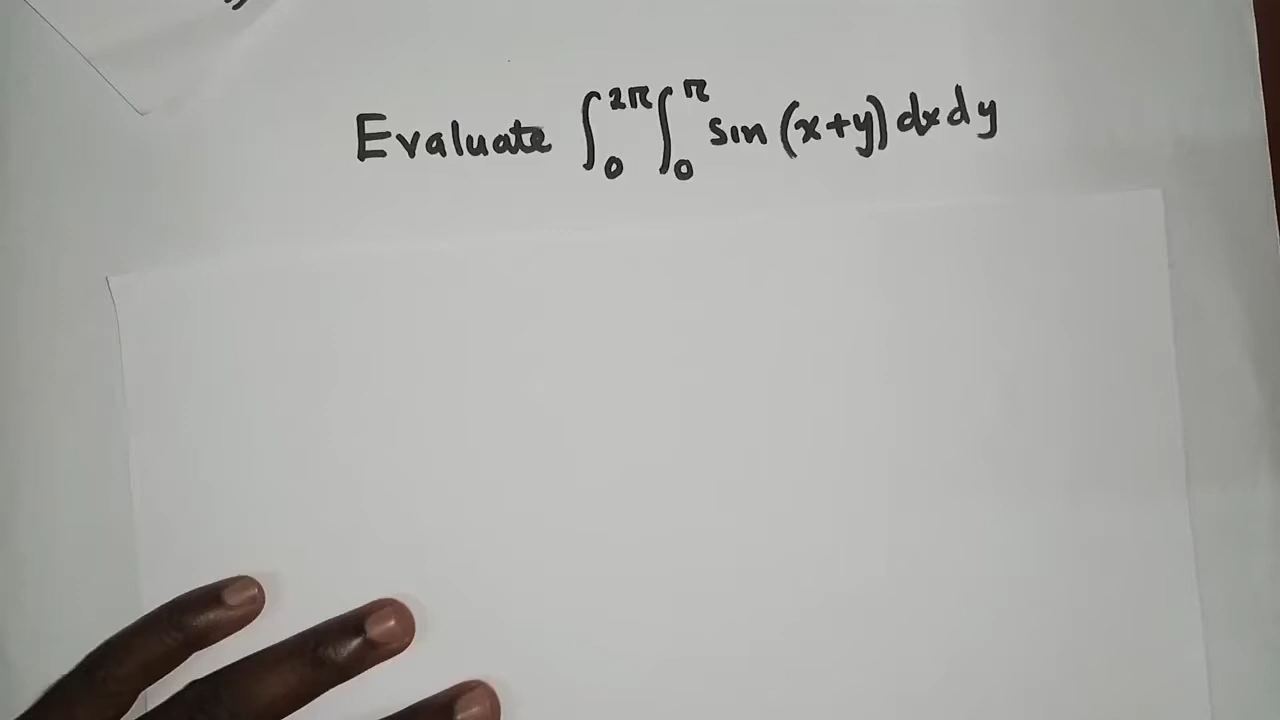 Evaluate ∫₀^{2π} ∫₀^{π} sin (x+y) dx dy